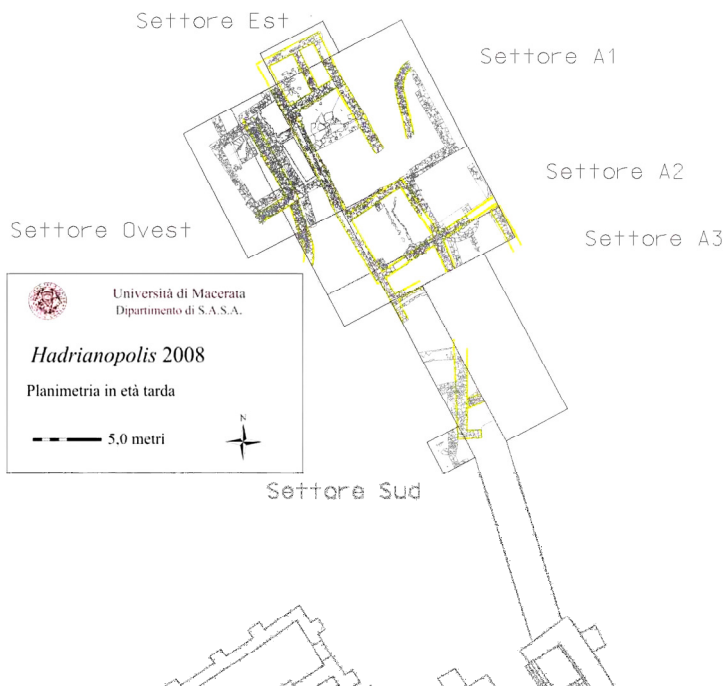 Settore Est
Settore A1
Settore A2
Settore Ovest
Settore A3
Università di Macerata
Dipartimento di S.A.S.A.
Hadrianopolis 2008
Planimetria in età tarda
N
5,0 metri
Settore Sud